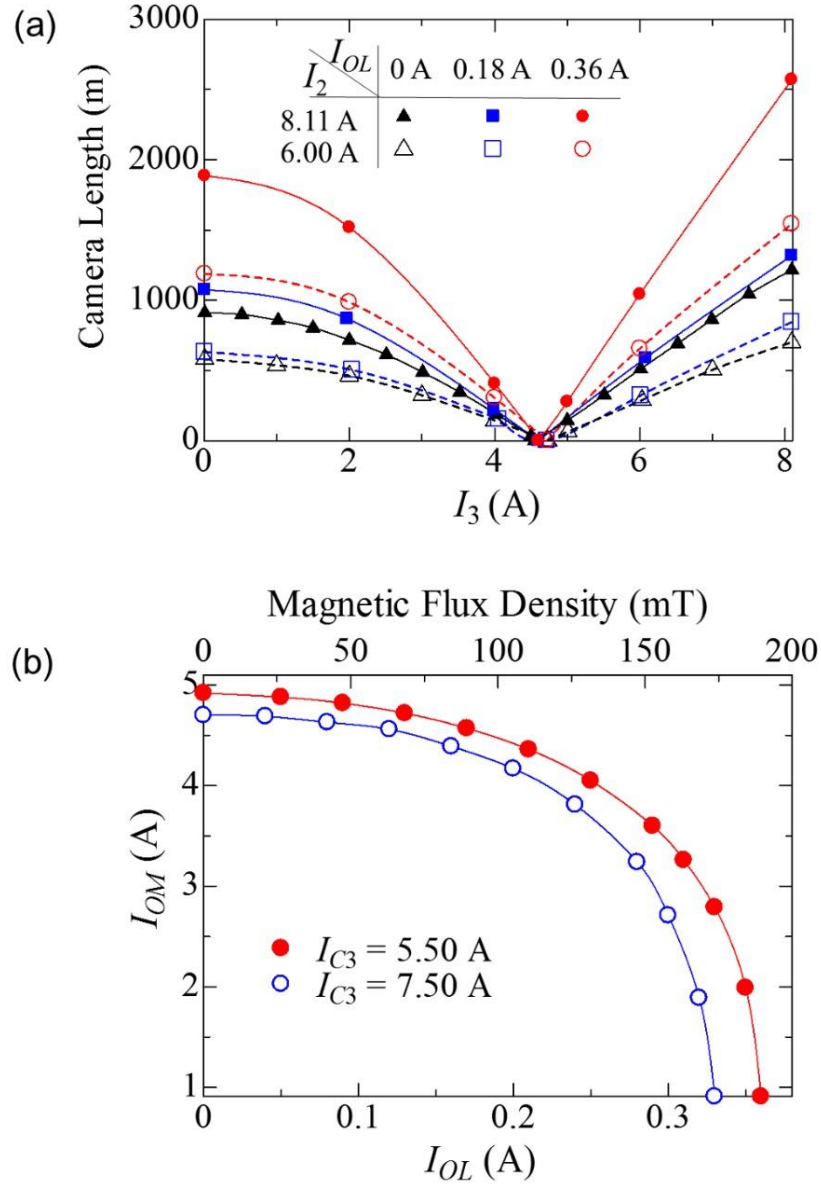 (a)
3000
2000
1000
0
Camera Length (m)
I_OL
I_2
0 A 0.18 A 0.36 A
8.11 A
6.00 A
0 2 4 6 8
I_3 (A)
(b)
Magnetic Flux Density (mT)
0 50 100 150 200
5
4
3
2
1
I_OM (A)
I_C3 = 5.50 A
I_C3 = 7.50 A
0 0.1 0.2 0.3
I_OL (A)